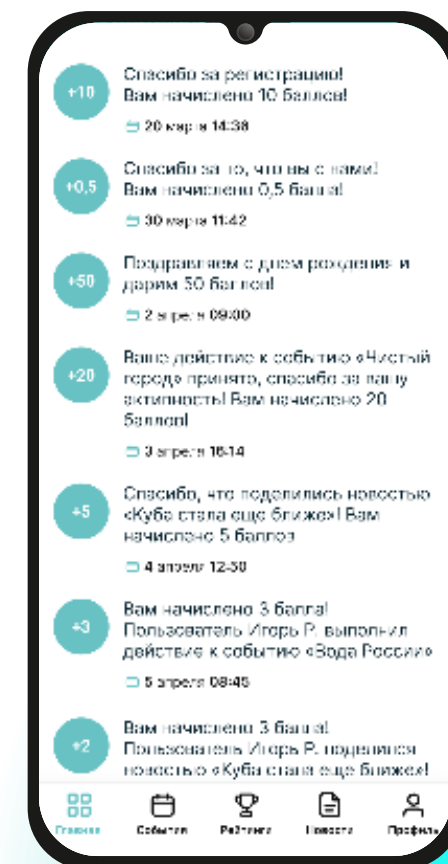 +10
Спасибо за регистрацию!
Вам начислено 10 баллов!
20 марта 14:38
+0,5
Спасибо за то, что вы с нами!
Вам начислено 0,5 балла!
30 марта 11:42
+50
Поздравляем с днем рождения и
дарим 50 баллов!
2 апреля 09:00
+20
Ваше действие к событию «Чистый
город» принято, спасибо за вашу
активность! Вам начислено 20
баллов!
3 апреля 16:14
+5
Спасибо, что поделились новостью
«Куба стала еще ближе»! Вам
начислено 5 баллов
4 апреля 12:50
+3
Вам начислено 3 балла!
Пользователь Игорь Р. выполнил
действие к событию «Вода России»
5 апреля 08:45
+2
Вам начислено 3 балла!
Пользователь Игорь Р. поделился
новостью «Куба стала еще ближе»!
Главная
События
Рейтинги
Новости
Профиль